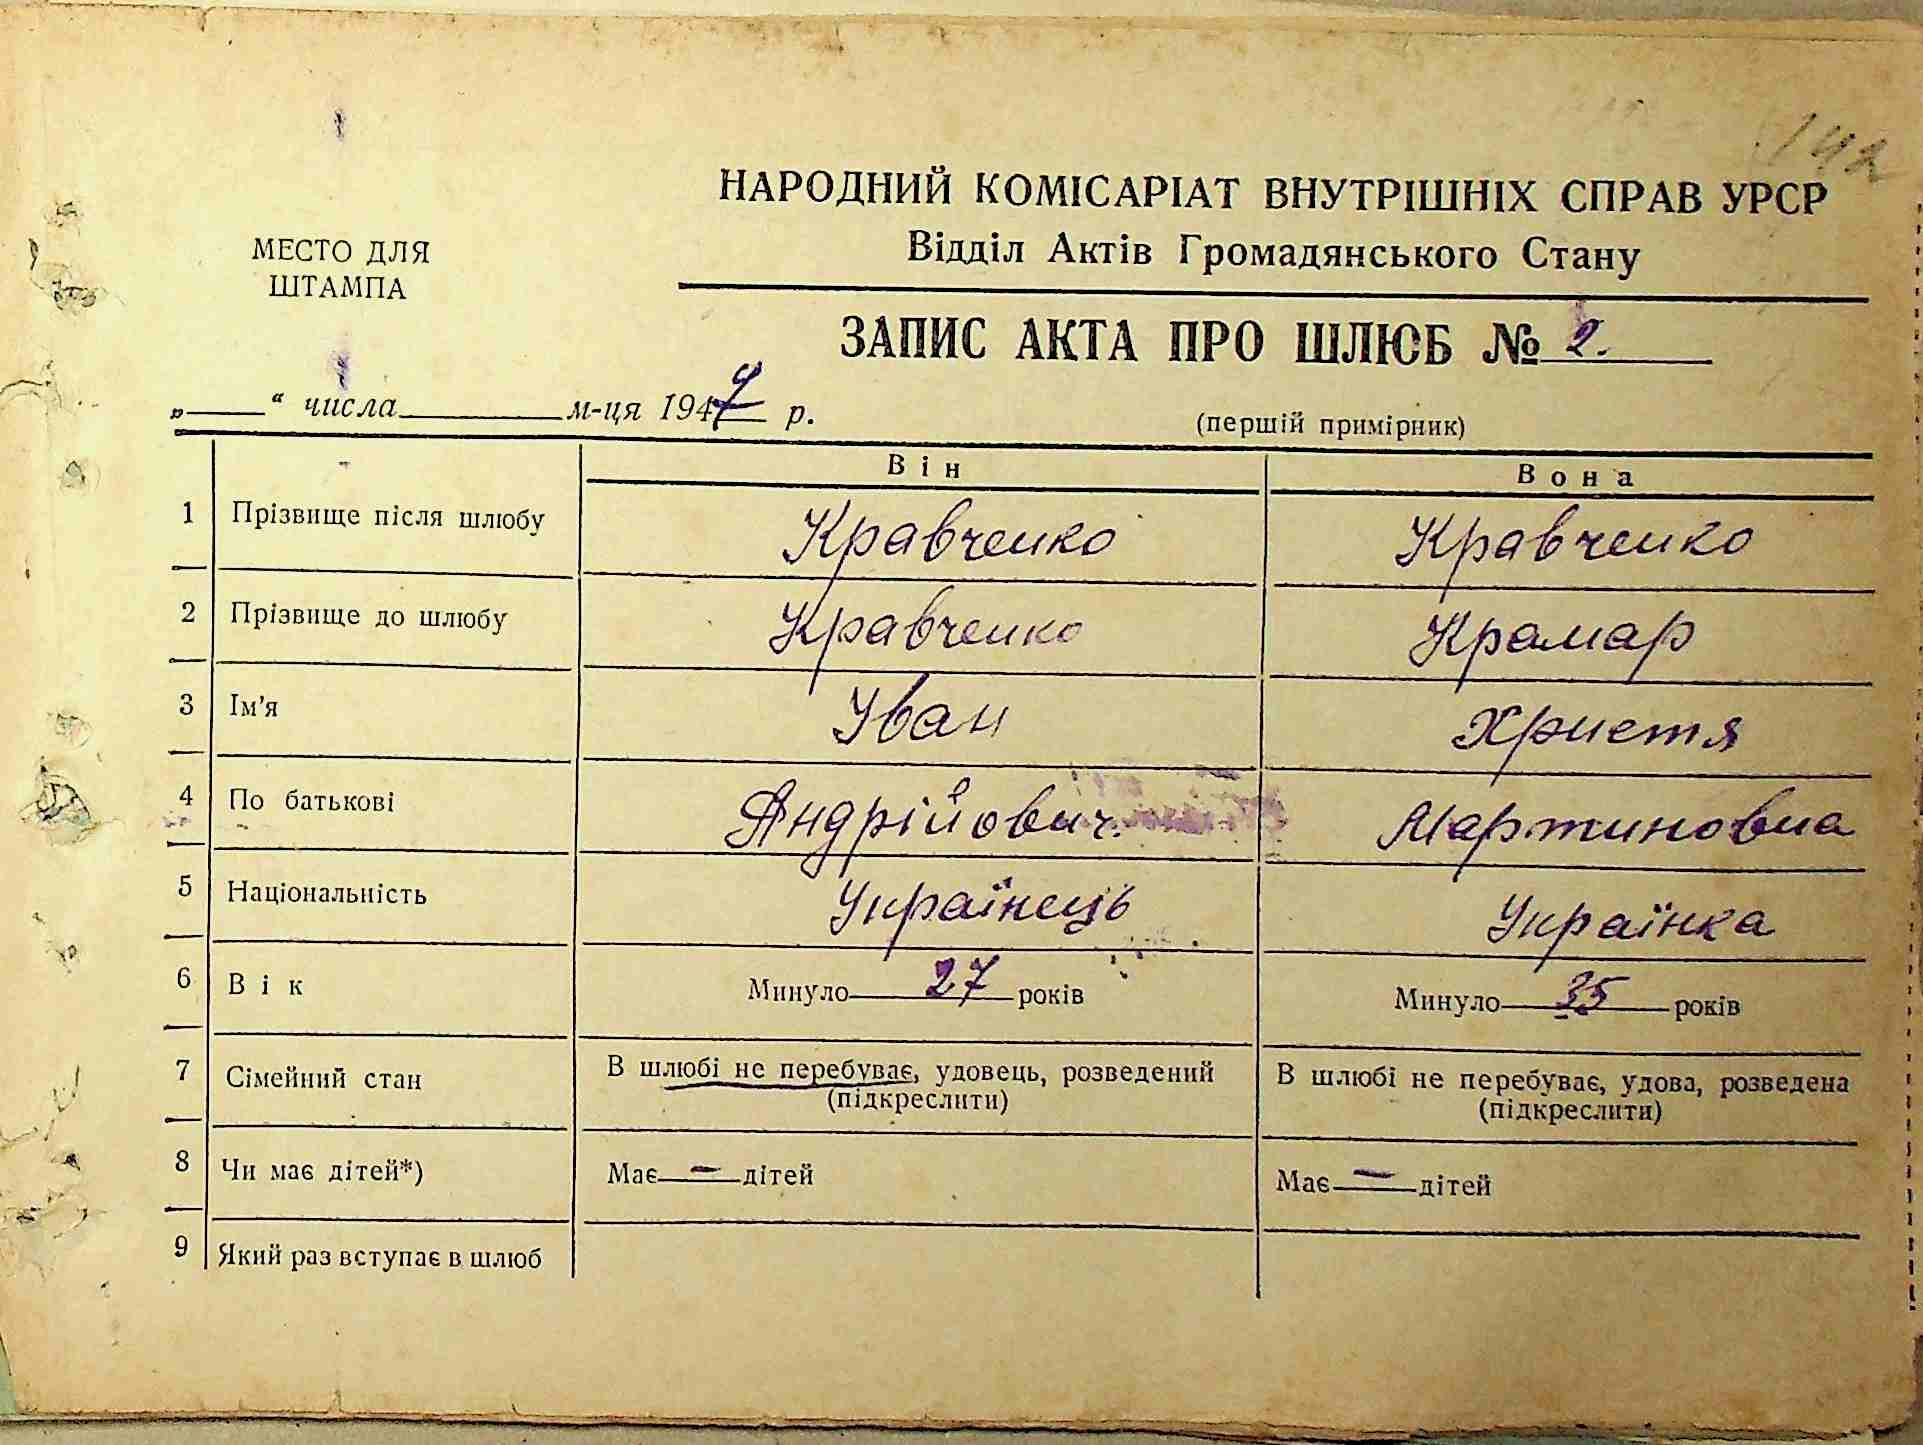 142
НАРОДНИЙ КОМІСАРІАТ ВНУТРІШНІХ СПРАВ УРСР
Відділ Актів Громадянського Стану
МЕСТО ДЛЯ
ШТАМПА
ЗАПИС АКТА ПРО ШЛЮБ № 2.
„ “ числа м-ця 1947 р.
(першій примірник)
Він Вона
1 Прізвище після шлюбу Кравченко Кравченко
2 Прізвище до шлюбу Кравченко Крамар
3 Ім'я Іван Христя
4 По батькові Андрійович. Мартиновна
5 Національність Українець Українка
6 Вік Минуло 27 років Минуло 35 років
7 Сімейний стан В шлюбі не перебуває, удовець, розведений В шлюбі не перебуває, удова, розведена
(підкреслити) (підкреслити)
8 Чи має дітей*) Має — дітей Має — дітей
9 Який раз вступає в шлюб